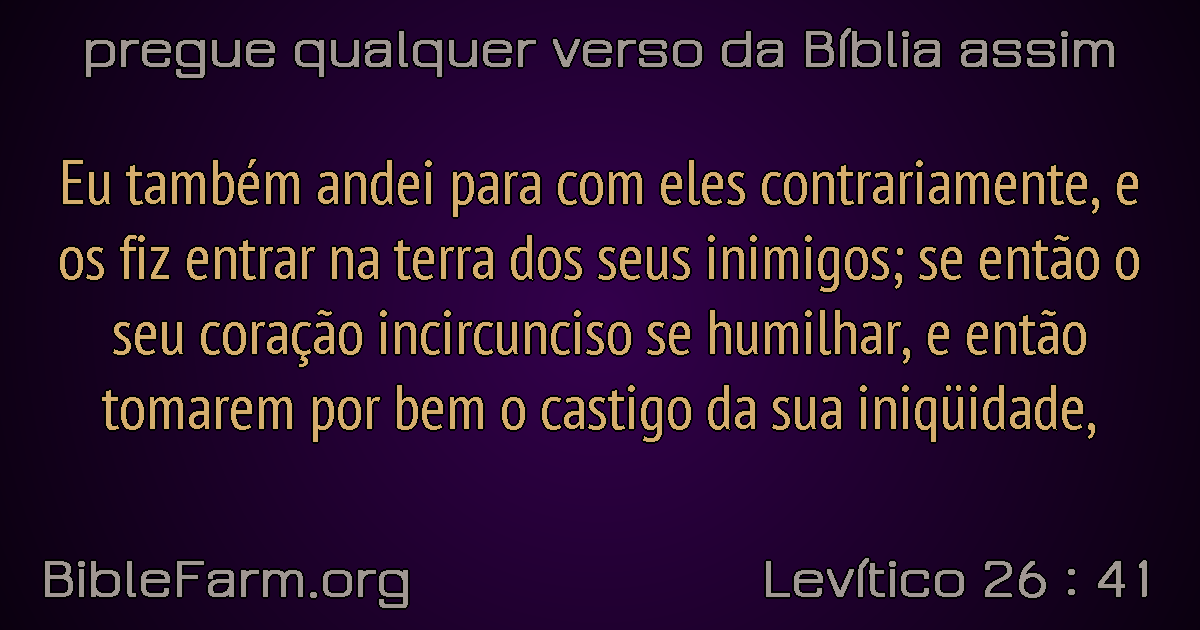 pregue qualquer verso da Bíblia assim
Eu também andei para com eles contrariamente, e
os fiz entrar na terra dos seus inimigos; se então o
seu coração incircunciso se humilhar, e então
tomarem por bem o castigo da sua iniqüidade,
BibleFarm.org
Levítico 26 : 41